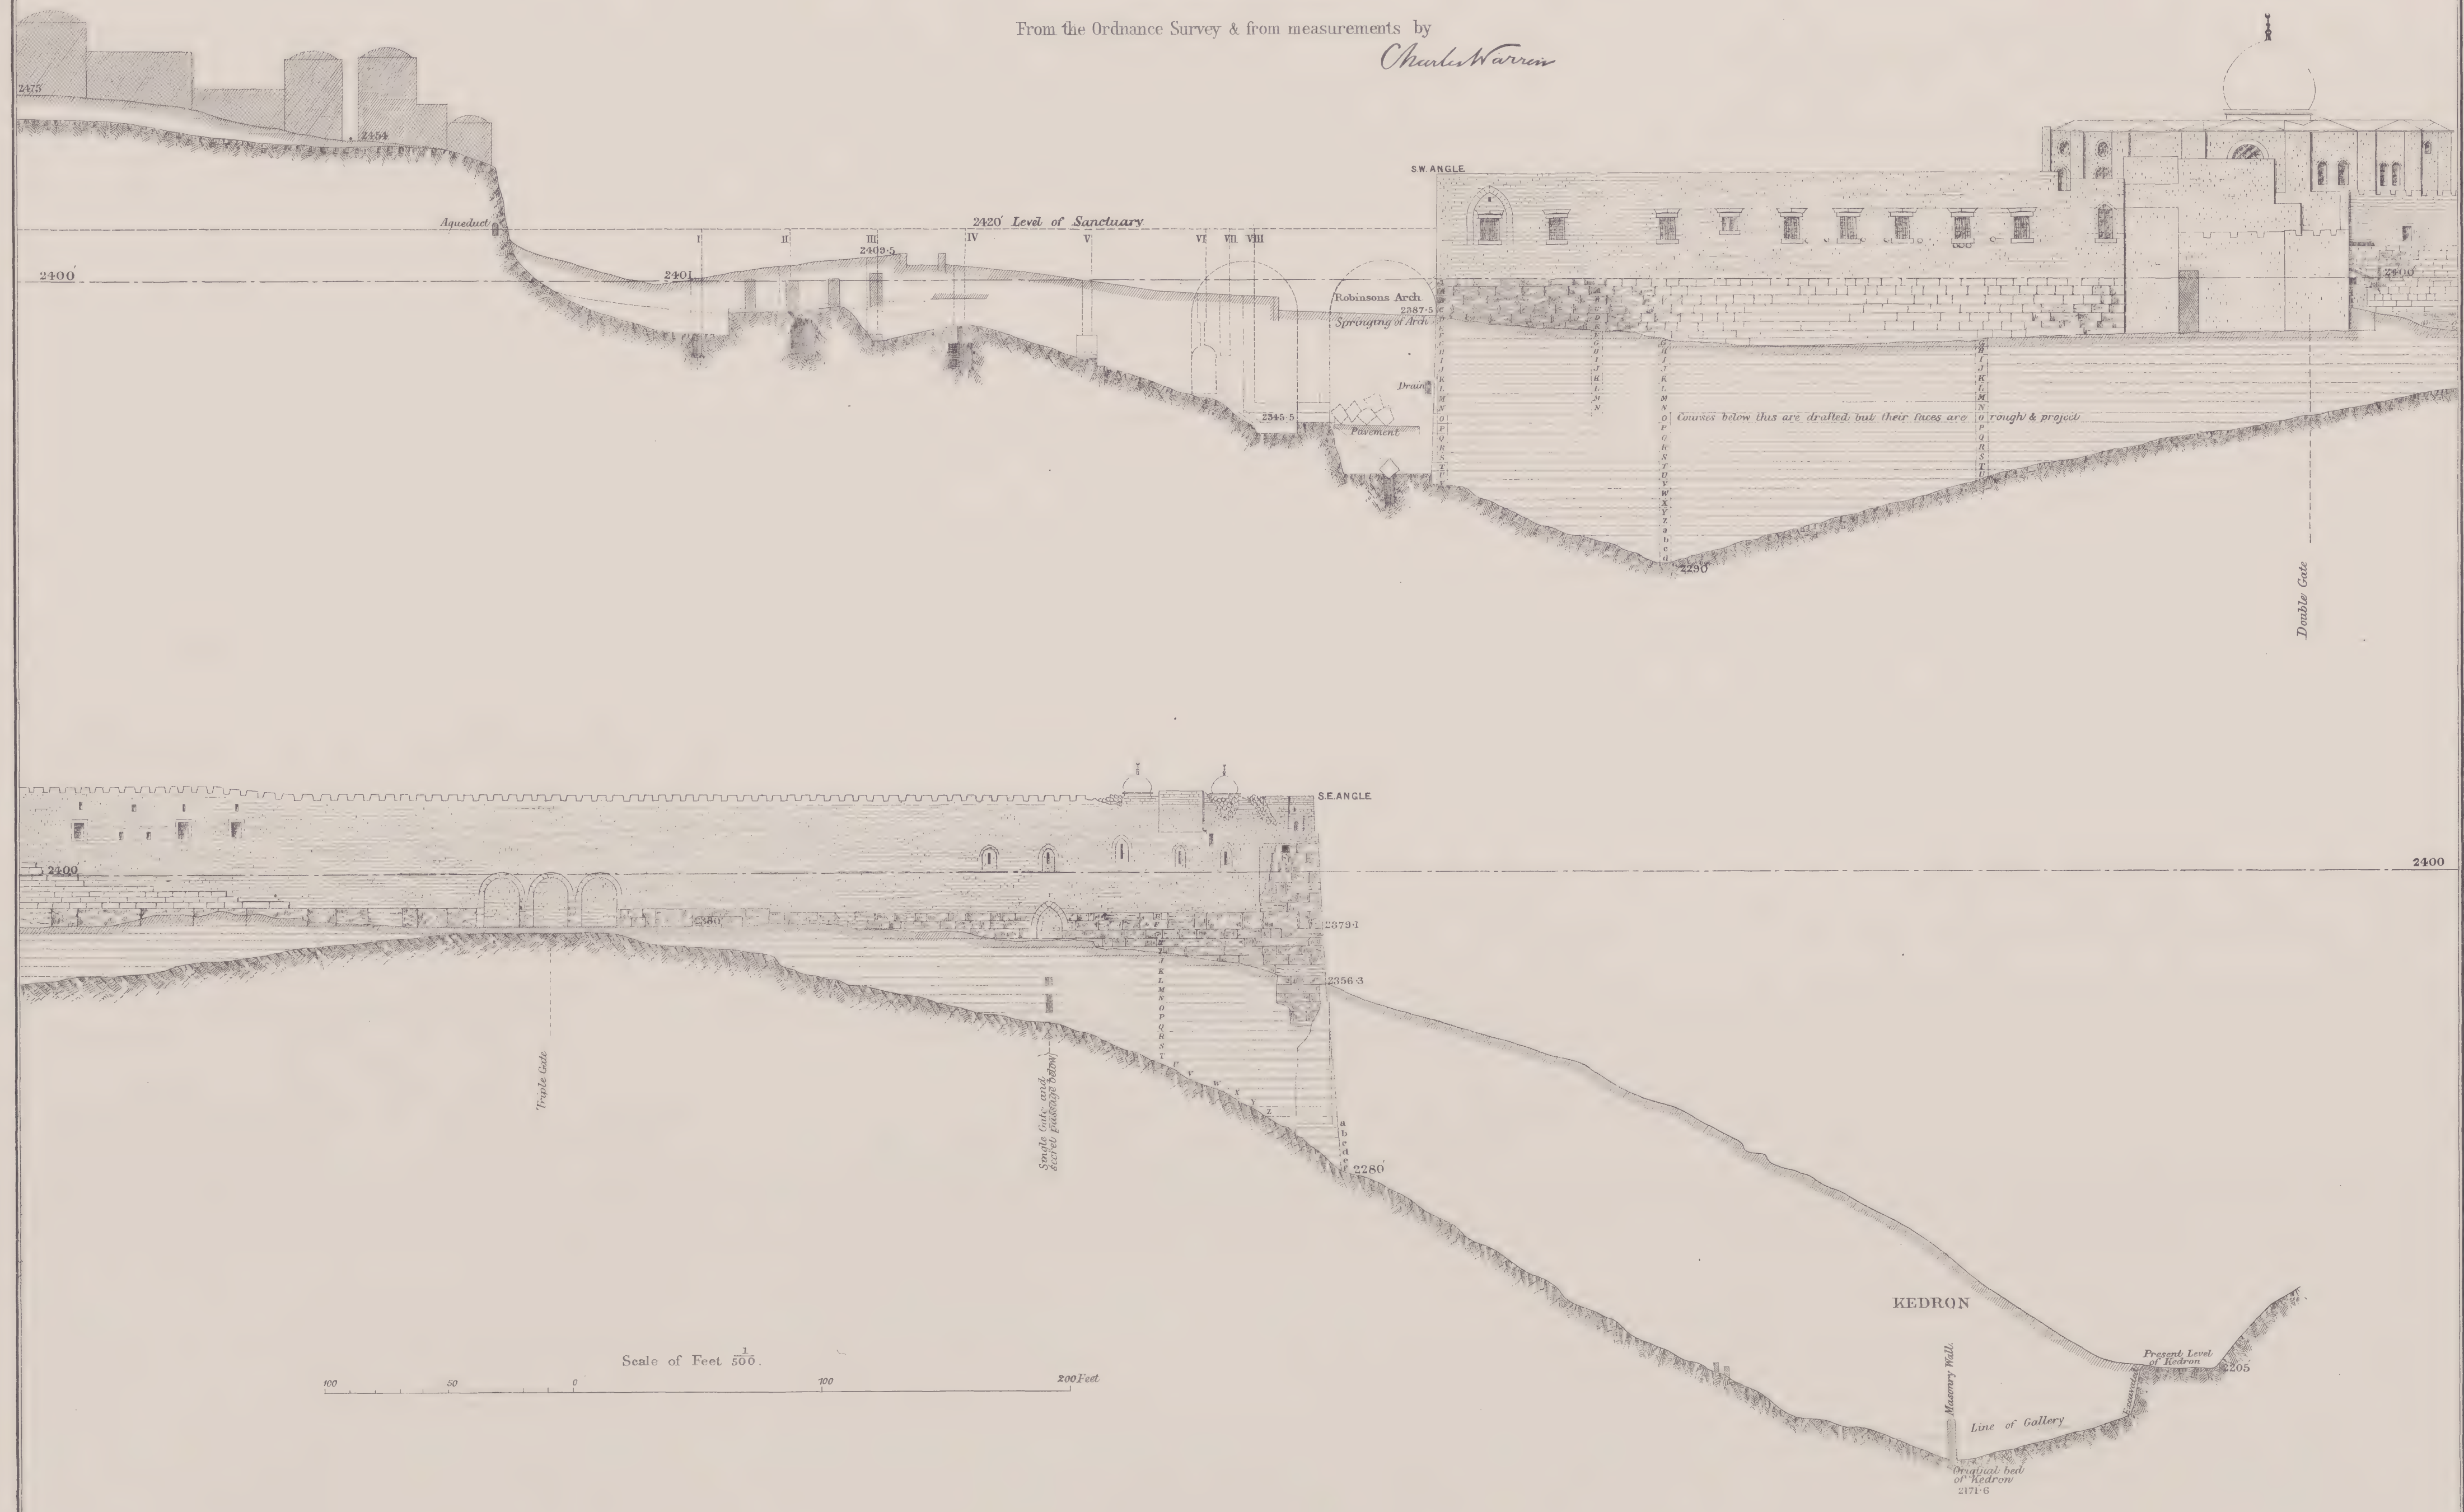 From the Ordnance Survey & from measurements by
Charles Warren
2475
2454
S.W. ANGLE
Aqueduct
2420' Level of Sanctuary
I II III IV V VI VII VIII
2409·5
2400'
2401
2400
Robinsons Arch
2387·5
Springing of Arch
Drain
2345·5
Pavement
Courses below this are drafted but their faces are rough & project
2290'
Double Gate
S.E. ANGLE
2400'
2400
2380'
2379·1
2356·3
Triple Gate
Single Gate and
secret passage below
a
b
c
d
e
2280'
KEDRON
Masonry Wall.
Present Level
of Kedron
2205
Excavated
Line of Gallery
Original bed
of Kedron
2171·6
Scale of Feet 1/500.
100 50 0 100 200 Feet